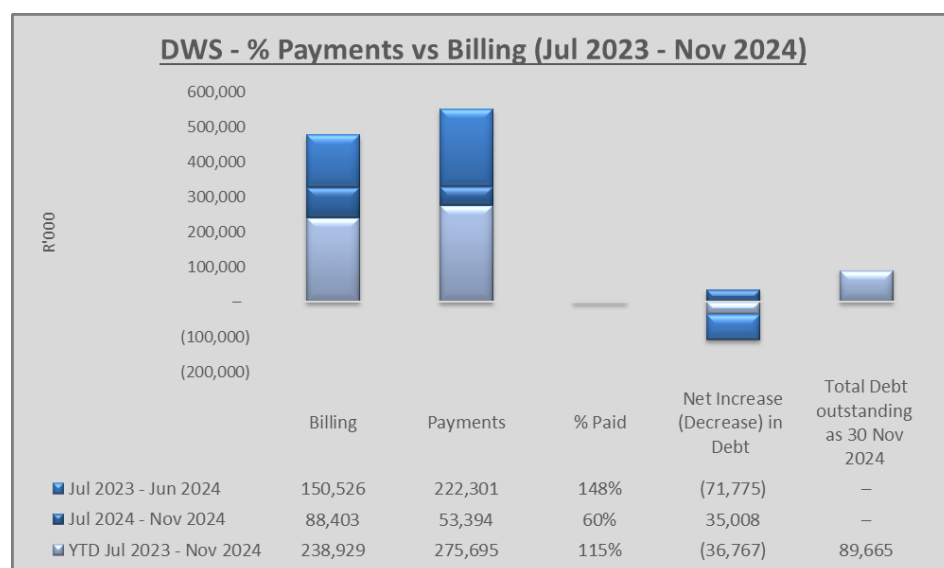 DWS - % Payments vs Billing (Jul 2023 - Nov 2024)
R'000
600,000
500,000
400,000
300,000
200,000
100,000
–
(100,000)
(200,000)
Billing
Payments
% Paid
Net Increase
(Decrease) in
Debt
Total Debt
outstanding
as 30 Nov
2024
Jul 2023 - Jun 2024 150,526 222,301 148% (71,775) –
Jul 2024 - Nov 2024 88,403 53,394 60% 35,008 –
YTD Jul 2023 - Nov 2024 238,929 275,695 115% (36,767) 89,665